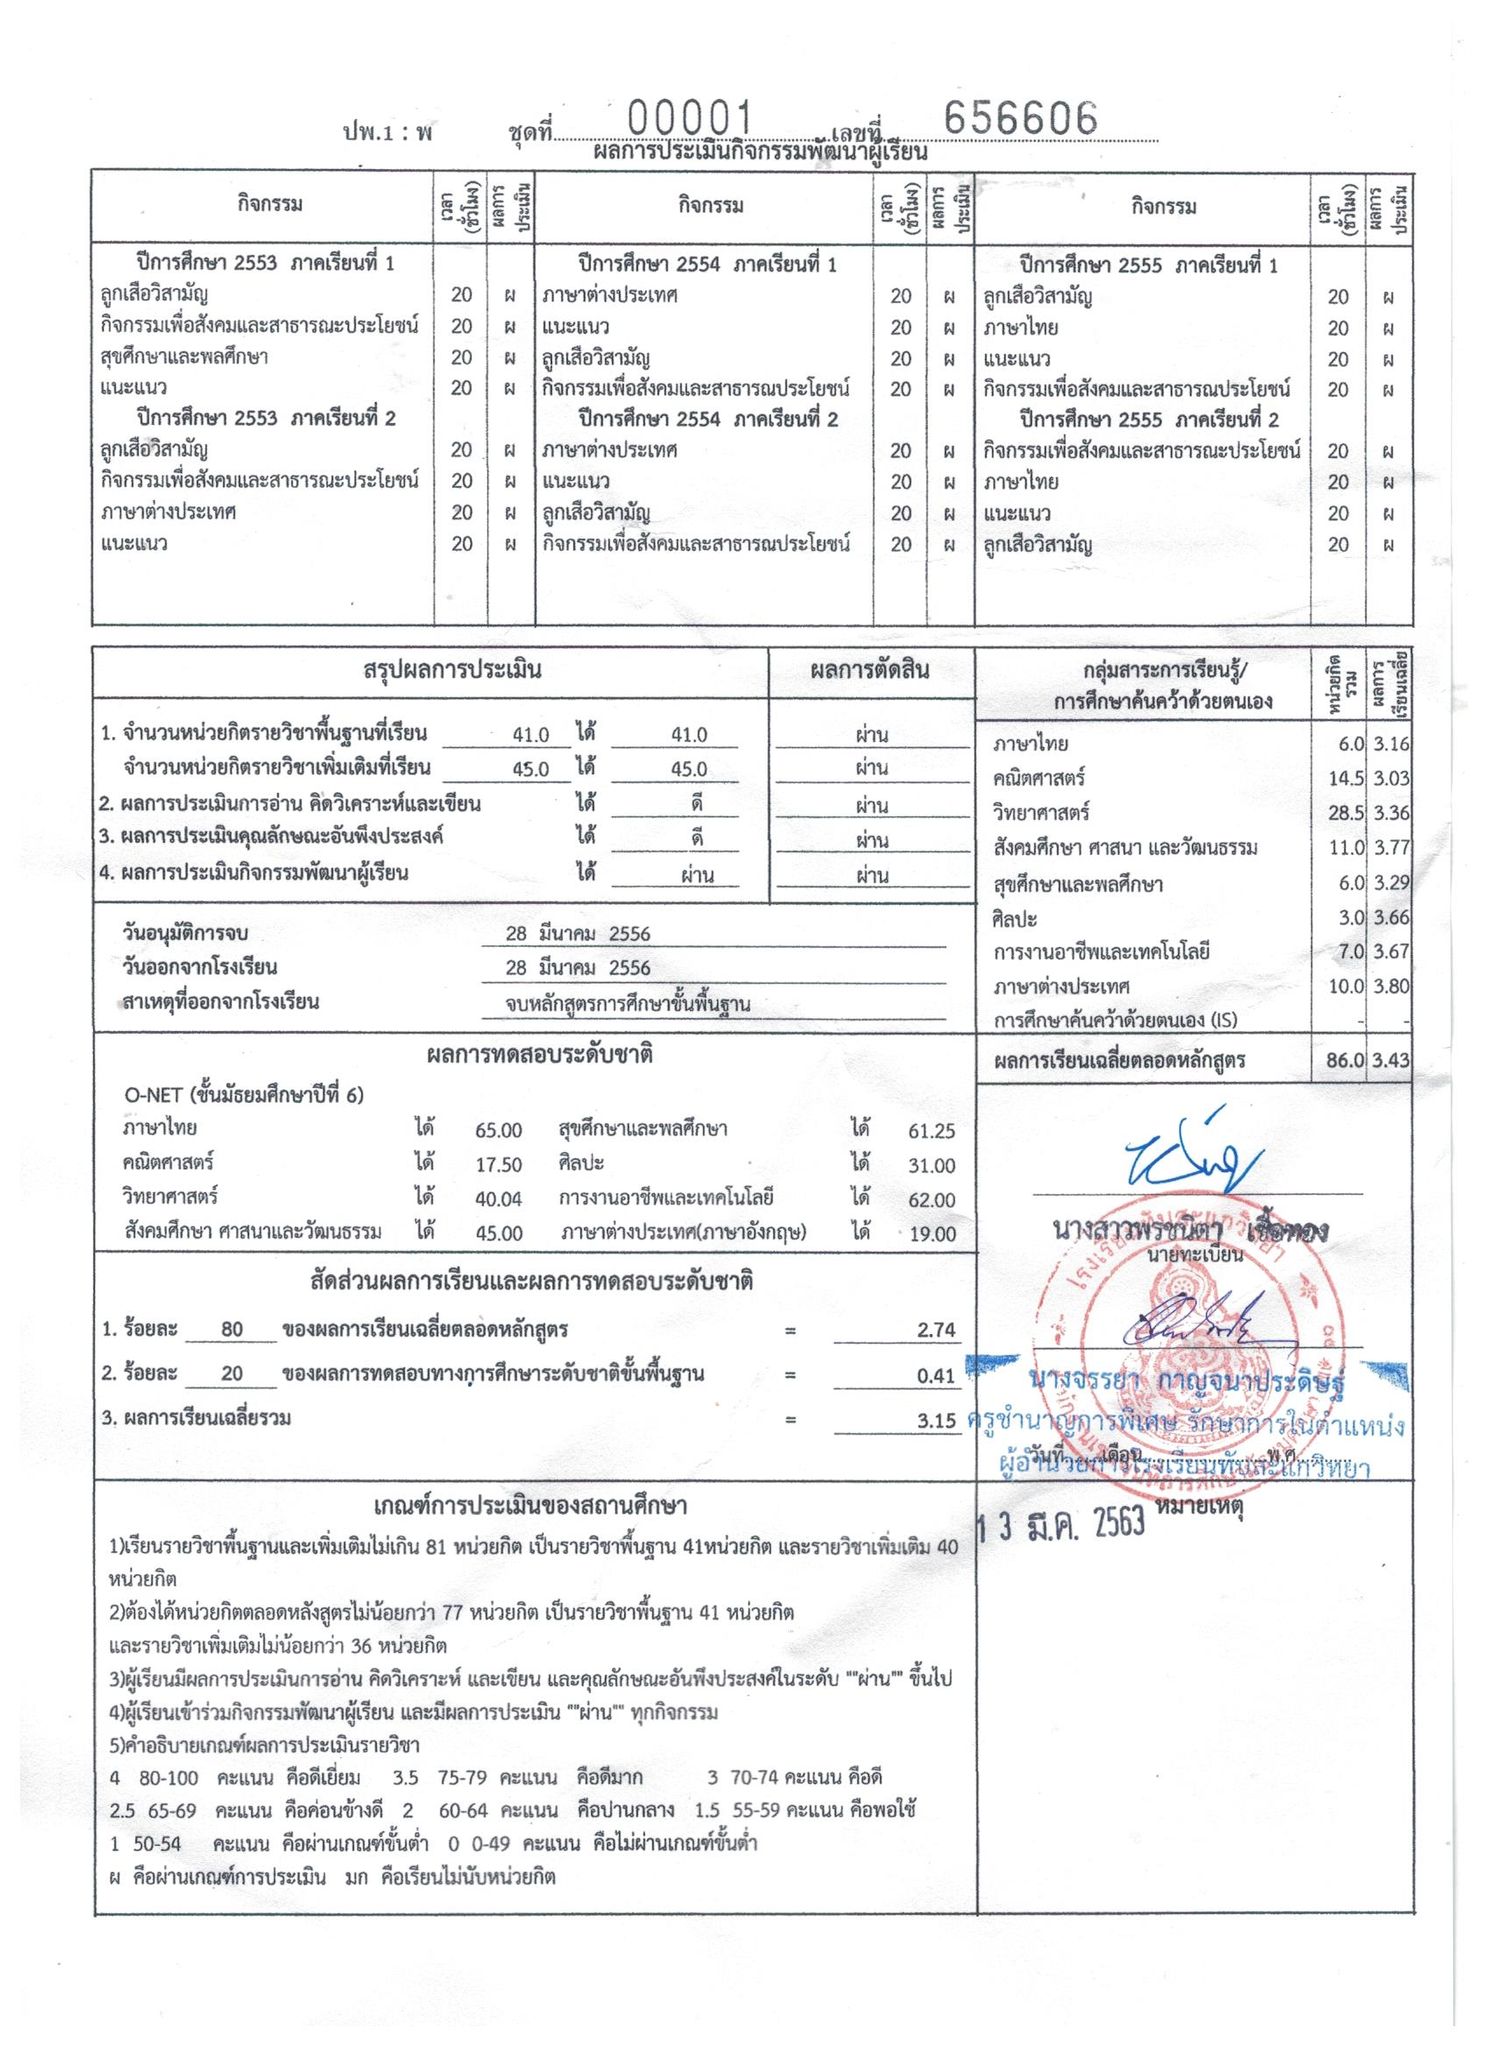 ปพ.1 : พ ชุดที่ 00001 เลขที่ 656606
ผลการประเมินกิจกรรมพัฒนาผู้เรียน
กิจกรรม เวลา (ชั่วโมง) ผลการประเมิน กิจกรรม เวลา (ชั่วโมง) ผลการประเมิน กิจกรรม เวลา (ชั่วโมง) ผลการประเมิน
ปีการศึกษา 2553 ภาคเรียนที่ 1 ปีการศึกษา 2554 ภาคเรียนที่ 1 ปีการศึกษา 2555 ภาคเรียนที่ 1
ลูกเสือวิสามัญ 20 ผ ภาษาต่างประเทศ 20 ผ ลูกเสือวิสามัญ 20 ผ
กิจกรรมเพื่อสังคมและสาธารณะประโยชน์ 20 ผ แนะแนว 20 ผ ภาษาไทย 20 ผ
สุขศึกษาและพลศึกษา 20 ผ ลูกเสือวิสามัญ 20 ผ แนะแนว 20 ผ
แนะแนว 20 ผ กิจกรรมเพื่อสังคมและสาธารณประโยชน์ 20 ผ กิจกรรมเพื่อสังคมและสาธารณประโยชน์ 20 ผ
ปีการศึกษา 2553 ภาคเรียนที่ 2 ปีการศึกษา 2554 ภาคเรียนที่ 2 ปีการศึกษา 2555 ภาคเรียนที่ 2
ลูกเสือวิสามัญ 20 ผ ภาษาต่างประเทศ 20 ผ กิจกรรมเพื่อสังคมและสาธารณะประโยชน์ 20 ผ
กิจกรรมเพื่อสังคมและสาธารณะประโยชน์ 20 ผ แนะแนว 20 ผ ภาษาไทย 20 ผ
ภาษาต่างประเทศ 20 ผ ลูกเสือวิสามัญ 20 ผ แนะแนว 20 ผ
แนะแนว 20 ผ กิจกรรมเพื่อสังคมและสาธารณประโยชน์ 20 ผ ลูกเสือวิสามัญ 20 ผ
สรุปผลการประเมิน ผลการตัดสิน
1. จำนวนหน่วยกิตรายวิชาพื้นฐานที่เรียน 41.0 ได้ 41.0 ผ่าน
จำนวนหน่วยกิตรายวิชาเพิ่มเติมที่เรียน 45.0 ได้ 45.0 ผ่าน
2. ผลการประเมินการอ่าน คิดวิเคราะห์และเขียน ได้ ดี ผ่าน
3. ผลการประเมินคุณลักษณะอันพึงประสงค์ ได้ ดี ผ่าน
4. ผลการประเมินกิจกรรมพัฒนาผู้เรียน ได้ ผ่าน ผ่าน
วันอนุมัติการจบ 28 มีนาคม 2556
วันออกจากโรงเรียน 28 มีนาคม 2556
สาเหตุที่ออกจากโรงเรียน จบหลักสูตรการศึกษาขั้นพื้นฐาน
กลุ่มสาระการเรียนรู้/ หน่วยกิตรวม ผลการเรียนเฉลี่ย
การศึกษาค้นคว้าด้วยตนเอง
ภาษาไทย 6.0 3.16
คณิตศาสตร์ 14.5 3.03
วิทยาศาสตร์ 28.5 3.36
สังคมศึกษา ศาสนา และวัฒนธรรม 11.0 3.77
สุขศึกษาและพลศึกษา 6.0 3.29
ศิลปะ 3.0 3.66
การงานอาชีพและเทคโนโลยี 7.0 3.67
ภาษาต่างประเทศ 10.0 3.80
การศึกษาค้นคว้าด้วยตนเอง (IS) - -
ผลการเรียนเฉลี่ยตลอดหลักสูตร 86.0 3.43
ผลการทดสอบระดับชาติ
O-NET (ชั้นมัธยมศึกษาปีที่ 6)
ภาษาไทย ได้ 65.00 สุขศึกษาและพลศึกษา ได้ 61.25
คณิตศาสตร์ ได้ 17.50 ศิลปะ ได้ 31.00
วิทยาศาสตร์ ได้ 40.04 การงานอาชีพและเทคโนโลยี ได้ 62.00
สังคมศึกษา ศาสนาและวัฒนธรรม ได้ 45.00 ภาษาต่างประเทศ(ภาษาอังกฤษ) ได้ 19.00
สัดส่วนผลการเรียนและผลการทดสอบระดับชาติ
1. ร้อยละ 80 ของผลการเรียนเฉลี่ยตลอดหลักสูตร = 2.74
2. ร้อยละ 20 ของผลการทดสอบทางการศึกษาระดับชาติขั้นพื้นฐาน = 0.41
3. ผลการเรียนเฉลี่ยรวม = 3.15
นางสาวพรชนิดา เชื้อทอง
นายทะเบียน
นางจรรยา กาญจนาประดิษฐ์
ครูชำนาญการพิเศษ รักษาการในตำแหน่ง
วันที่ เดือน พ.ศ.
ผู้อำนวยการโรงเรียนทับสะแกวิทยา
13 มี.ค. 2563
หมายเหตุ
เกณฑ์การประเมินของสถานศึกษา
1)เรียนรายวิชาพื้นฐานและเพิ่มเติมไม่เกิน 81 หน่วยกิต เป็นรายวิชาพื้นฐาน 41หน่วยกิต และรายวิชาเพิ่มเติม 40
หน่วยกิต
2)ต้องได้หน่วยกิตตลอดหลังสูตรไม่น้อยกว่า 77 หน่วยกิต เป็นรายวิชาพื้นฐาน 41 หน่วยกิต
และรายวิชาเพิ่มเติมไม่น้อยกว่า 36 หน่วยกิต
3)ผู้เรียนมีผลการประเมินการอ่าน คิดวิเคราะห์ และเขียน และคุณลักษณะอันพึงประสงค์ในระดับ ""ผ่าน"" ขึ้นไป
4)ผู้เรียนเข้าร่วมกิจกรรมพัฒนาผู้เรียน และมีผลการประเมิน ""ผ่าน"" ทุกกิจกรรม
5)คำอธิบายเกณฑ์ผลการประเมินรายวิชา
4 80-100 คะแนน คือดีเยี่ยม 3.5 75-79 คะแนน คือดีมาก 3 70-74 คะแนน คือดี
2.5 65-69 คะแนน คือค่อนข้างดี 2 60-64 คะแนน คือปานกลาง 1.5 55-59 คะแนน คือพอใช้
1 50-54 คะแนน คือผ่านเกณฑ์ขั้นต่ำ 0 0-49 คะแนน คือไม่ผ่านเกณฑ์ขั้นต่ำ
ผ คือผ่านเกณฑ์การประเมิน มก คือเรียนไม่นับหน่วยกิต